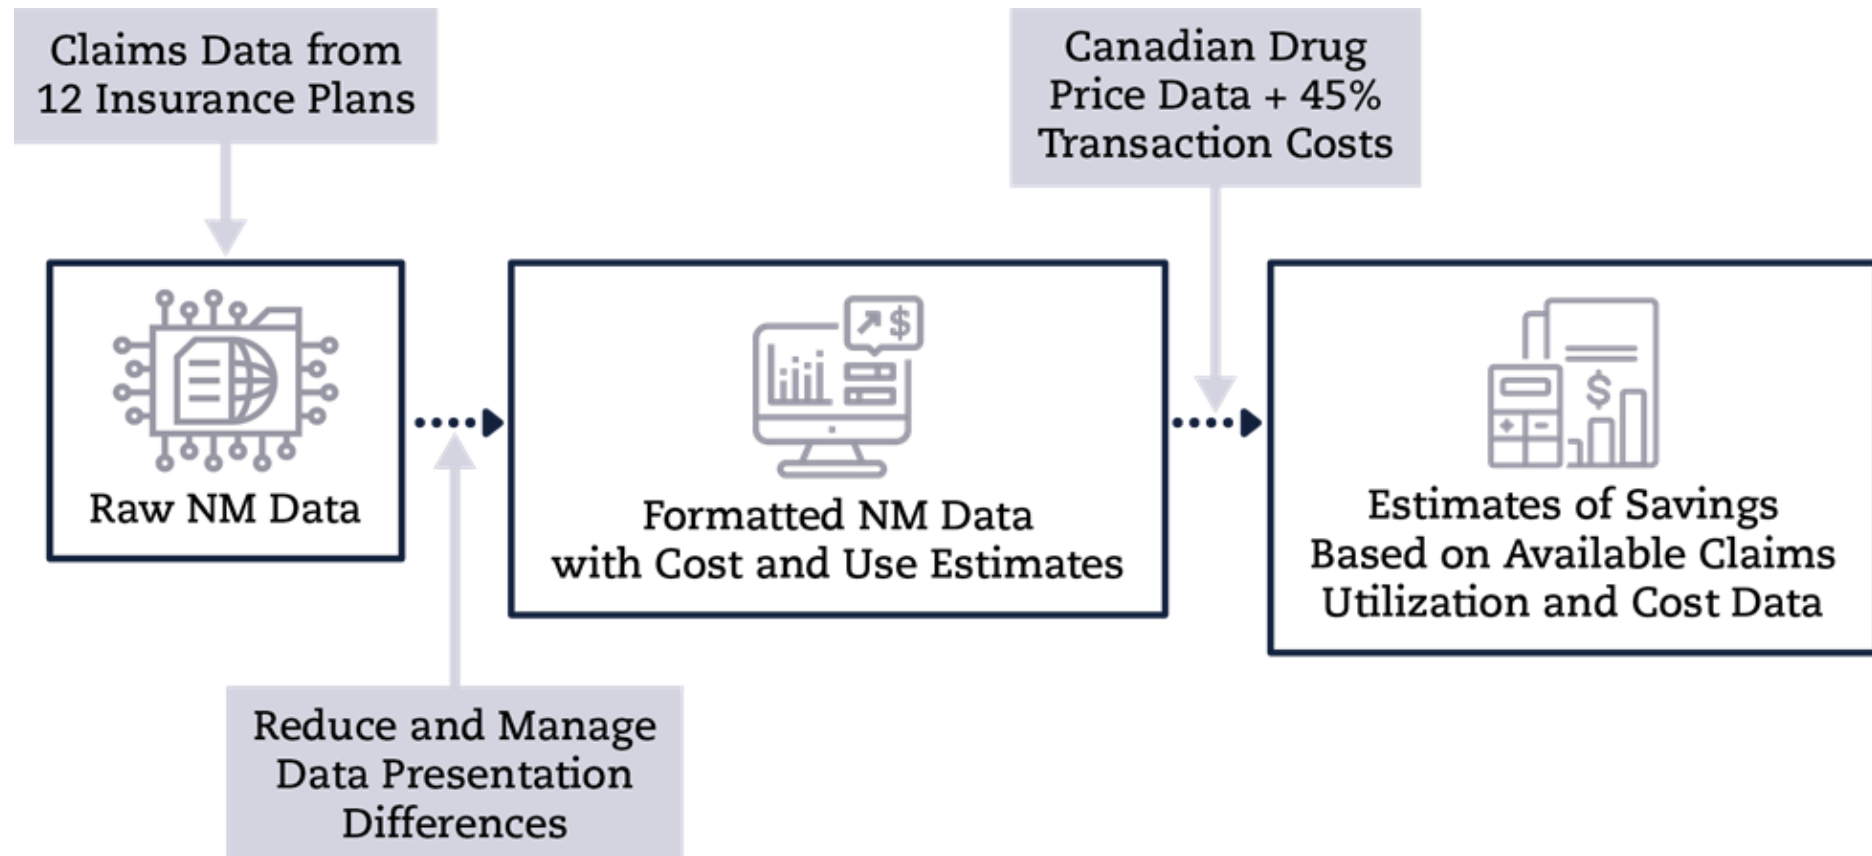 Claims Data from
12 Insurance Plans
Canadian Drug
Price Data + 45%
Transaction Costs
$
$
Raw NM Data
Formatted NM Data
with Cost and Use Estimates
Estimates of Savings
Based on Available Claims
Utilization and Cost Data
Reduce and Manage
Data Presentation
Differences